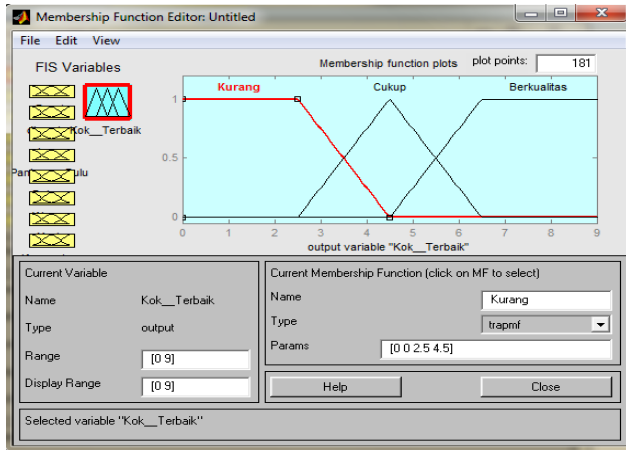 Membership Function Editor: Untitled
File Edit View
FIS Variables
Kok__Terbaik
ulu
Membership function plots
plot points:
181
Kurang
Cukup
Berkualitas
1
0.5
0
0 1 2 3 4 5 6 7 8 9
output variable "Kok__Terbaik"
Current Variable
Name Kok__Terbaik
Type output
Range [0 9]
Display Range [0 9]
Current Membership Function (click on MF to select)
Name Kurang
Type trapmf
Params [0 0 2.5 4.5]
Help Close
Selected variable "Kok__Terbaik"